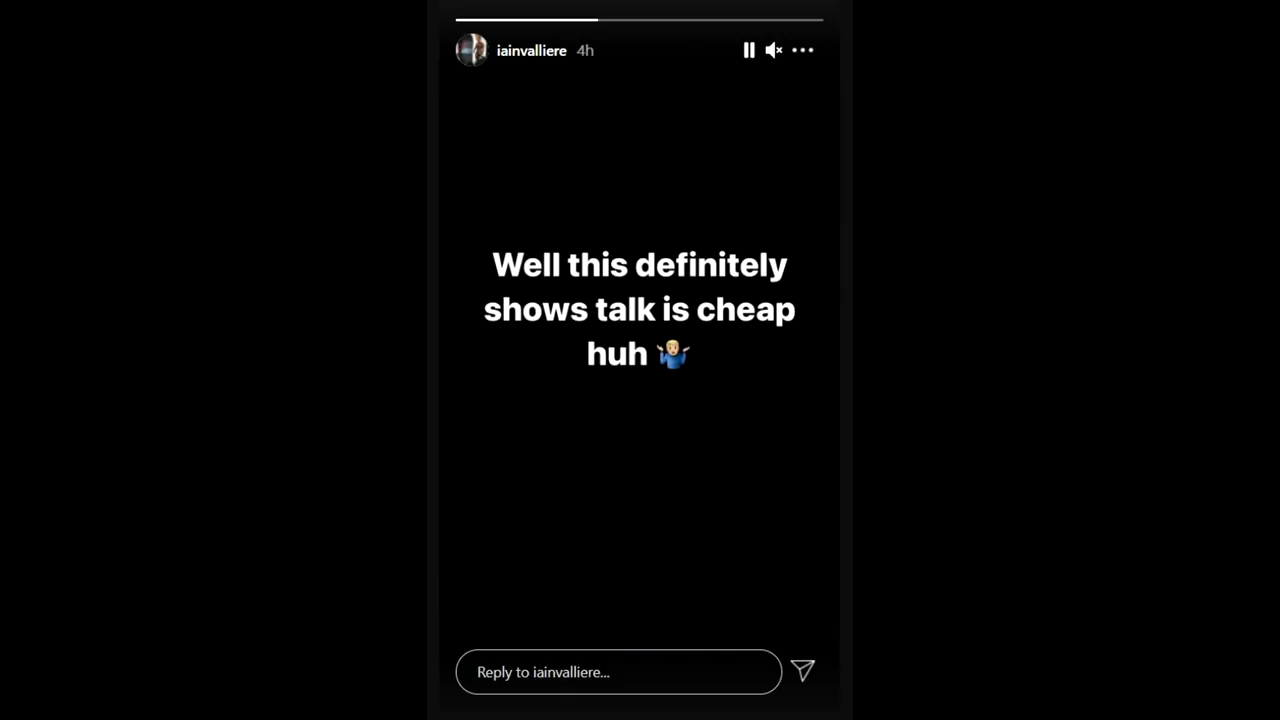 iainvalliere 4h
Well this definitely
shows talk is cheap
huh 🤷🏼‍♂️
Reply to iainvalliere...